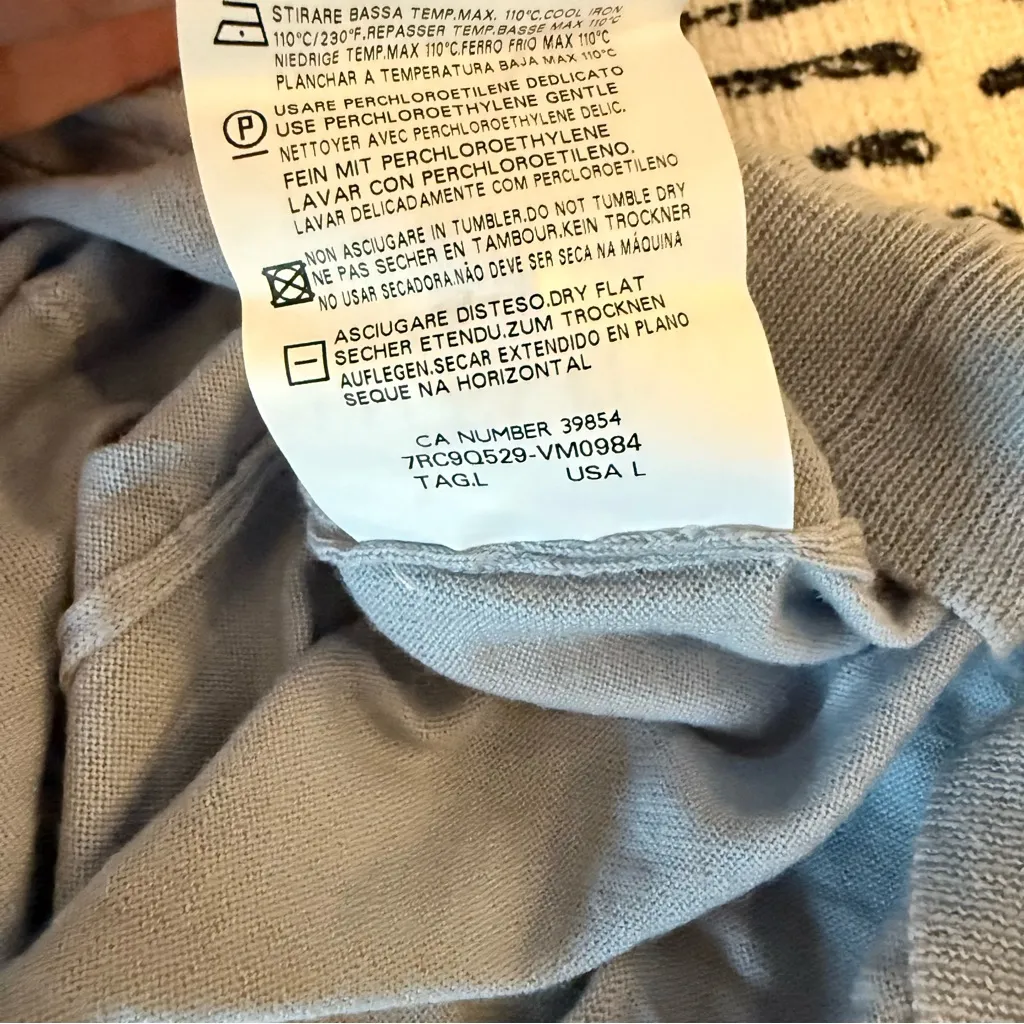 STIRARE BASSA TEMP.MAX. 110°C.COOL IRON
110°C/230°F.REPASSER TEMP.BASSE MAX 110°C
NIEDRIGE TEMP.MAX 110°C.FERRO FRIO MAX 110°C
PLANCHAR A TEMPERATURA BAJA MAX 110°C
P
USARE PERCHLOROETILENE DEDLICATO
USE PERCHLOROETHYLENE GENTLE
NETTOYER AVEC PERCHLOROETHYLENE DELIC.
FEIN MIT PERCHLOROETHYLENE
LAVAR CON PERCHLOROETILENO.
LAVAR DELICADAMENTE COM PERCLOROETILENO
NON ASCIUGARE IN TUMBLER.DO NOT TUMBLE DRY
NE PAS SECHER EN TAMBOUR.KEIN TROCKNER
NO USAR SECADORA.NÃO DEVE SER SECA NA MÁQUINA
ASCIUGARE DISTESO.DRY FLAT
SECHER ETENDU.ZUM TROCKNEN
AUFLEGEN.SECAR EXTENDIDO EN PLANO
SEQUE NA HORIZONTAL
CA NUMBER 39854
7RC9Q529-VM0984
TAG.L USA L